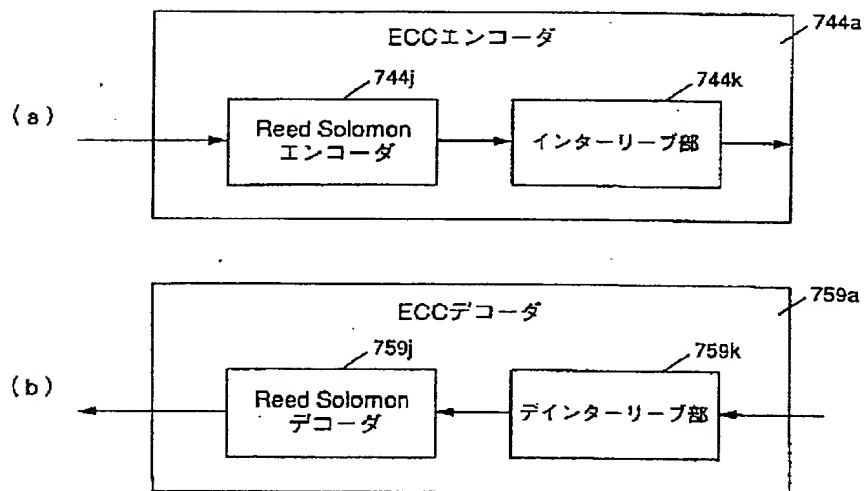 ECCエンコーダ
744a
744j
744k
(a)
Reed Solomon
エンコーダ
インターリーブ部
ECCデコーダ
759a
759j
759k
(b)
Reed Solomon
デコーダ
デインターリーブ部